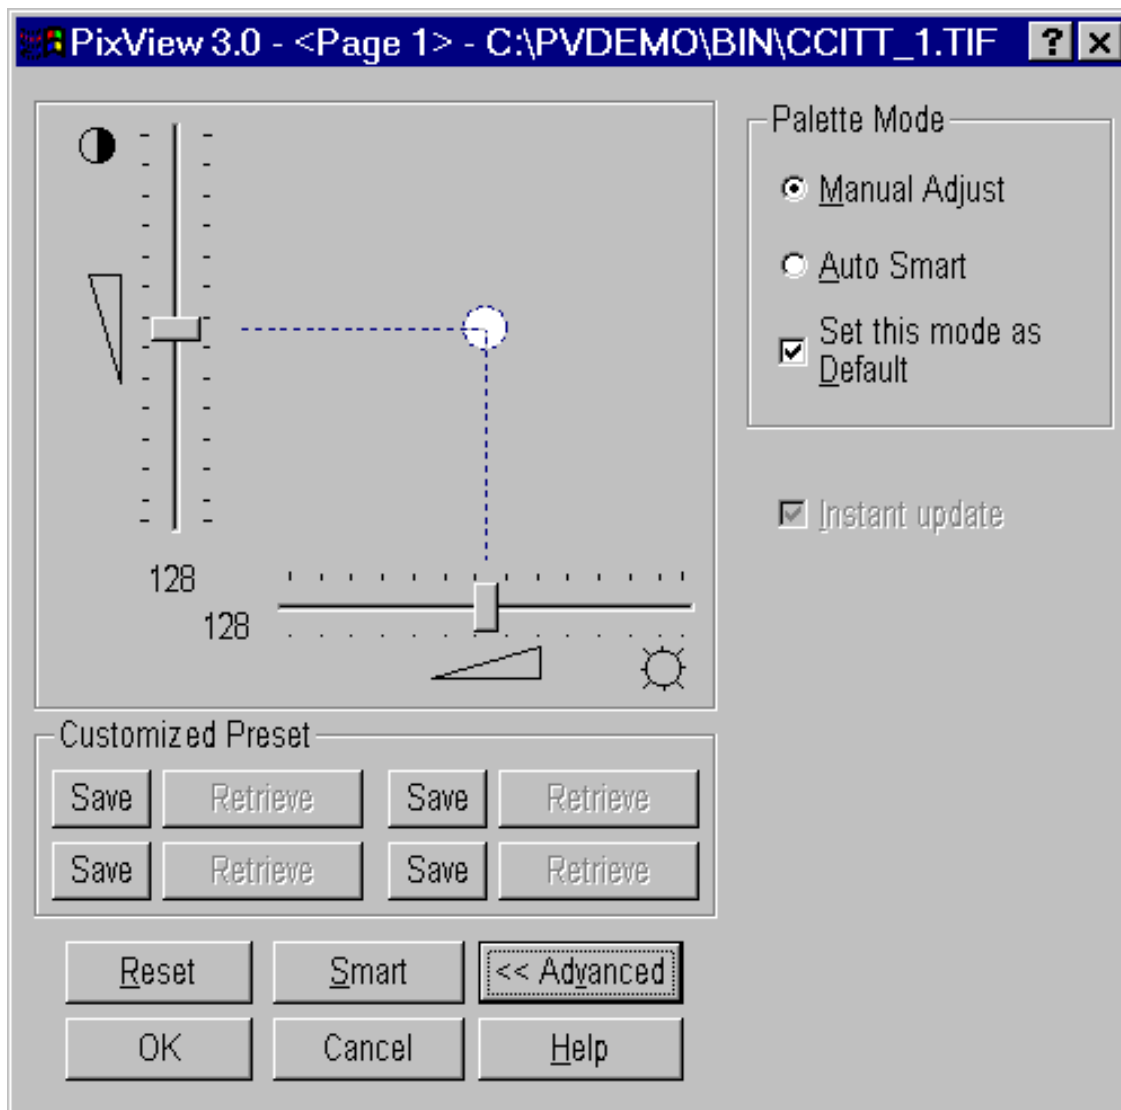 PixView 3.0 - <Page 1> - C:\PVDEMO\BIN\CCITT_1.TIF
128
128
Palette Mode
Manual Adjust
Auto Smart
Set this mode as
Default
Instant update
Customized Preset
Save Retrieve Save Retrieve
Save Retrieve Save Retrieve
Reset Smart << Advanced
OK Cancel Help